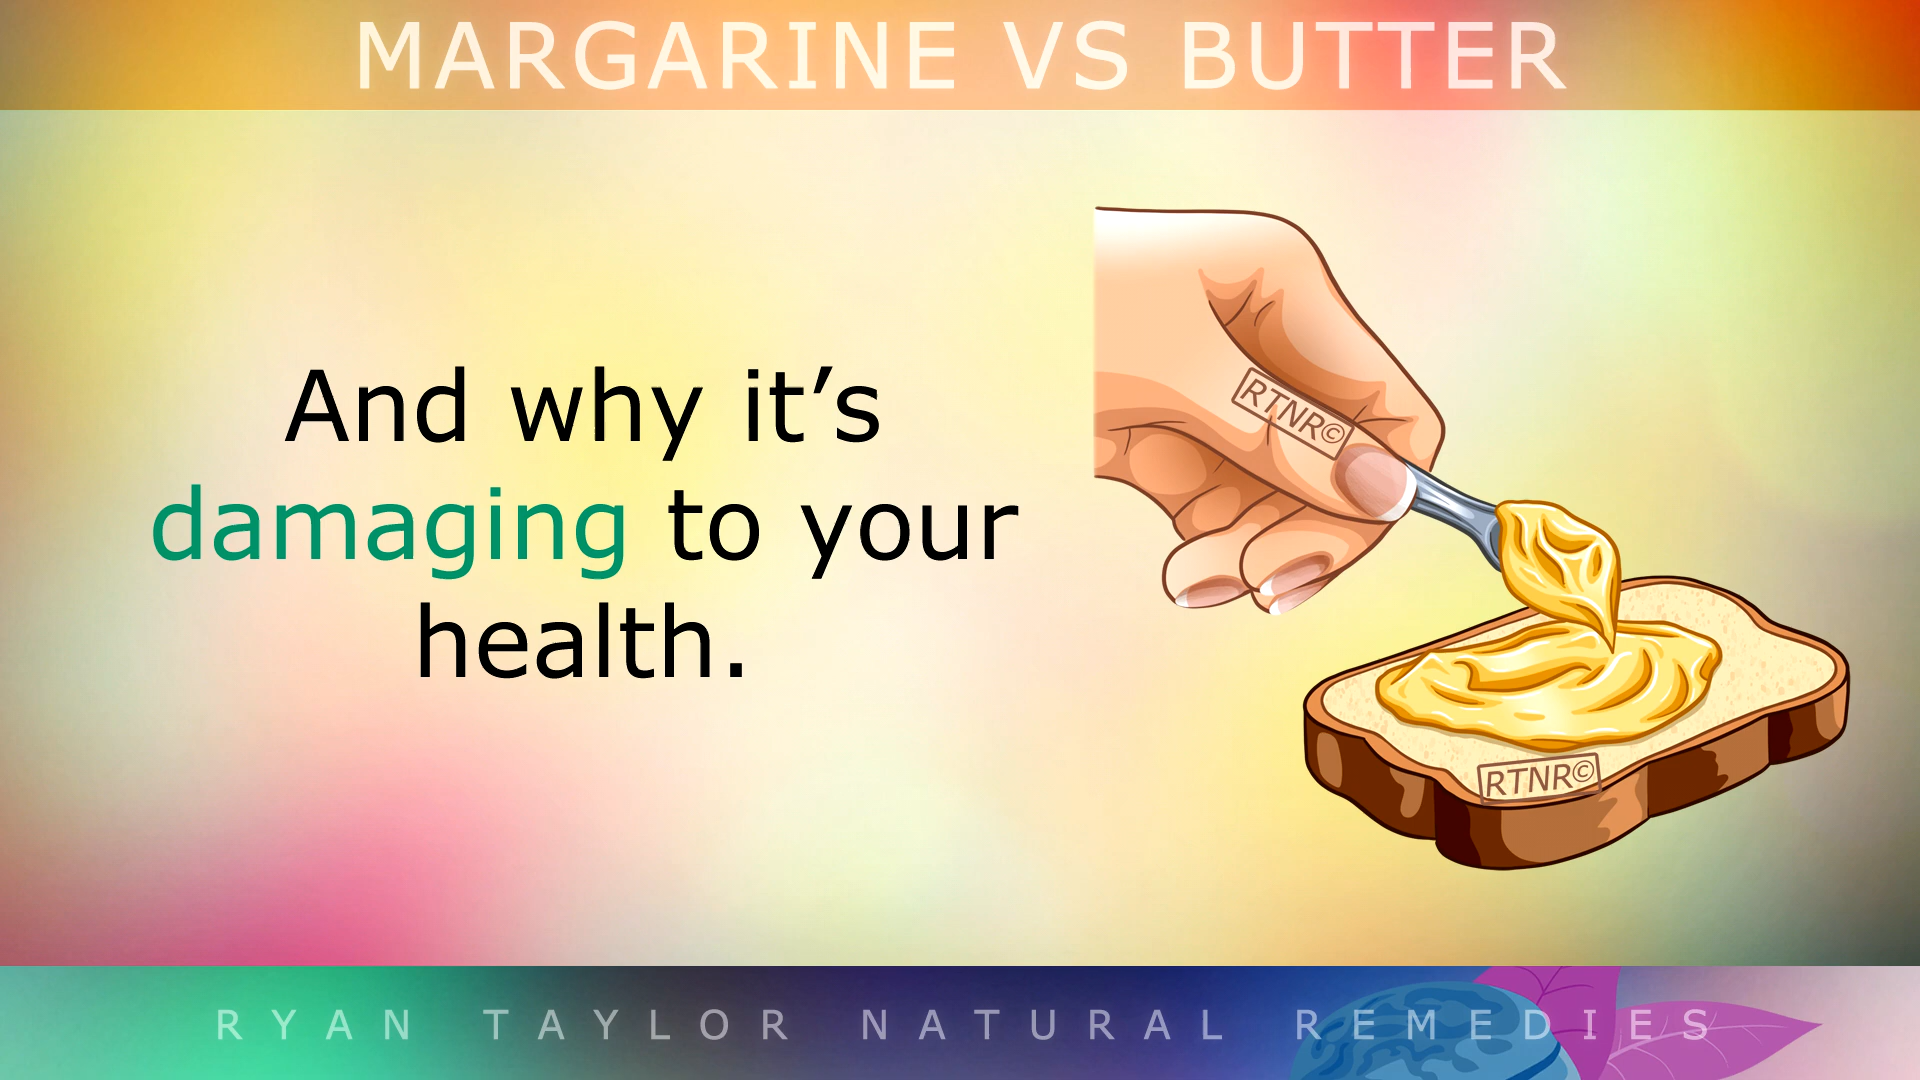 MARGARINE VS BUTTER
And why it’s
damaging to your
health.
RTNR©
RTNR©
RYAN TAYLOR NATURAL REMEDIES